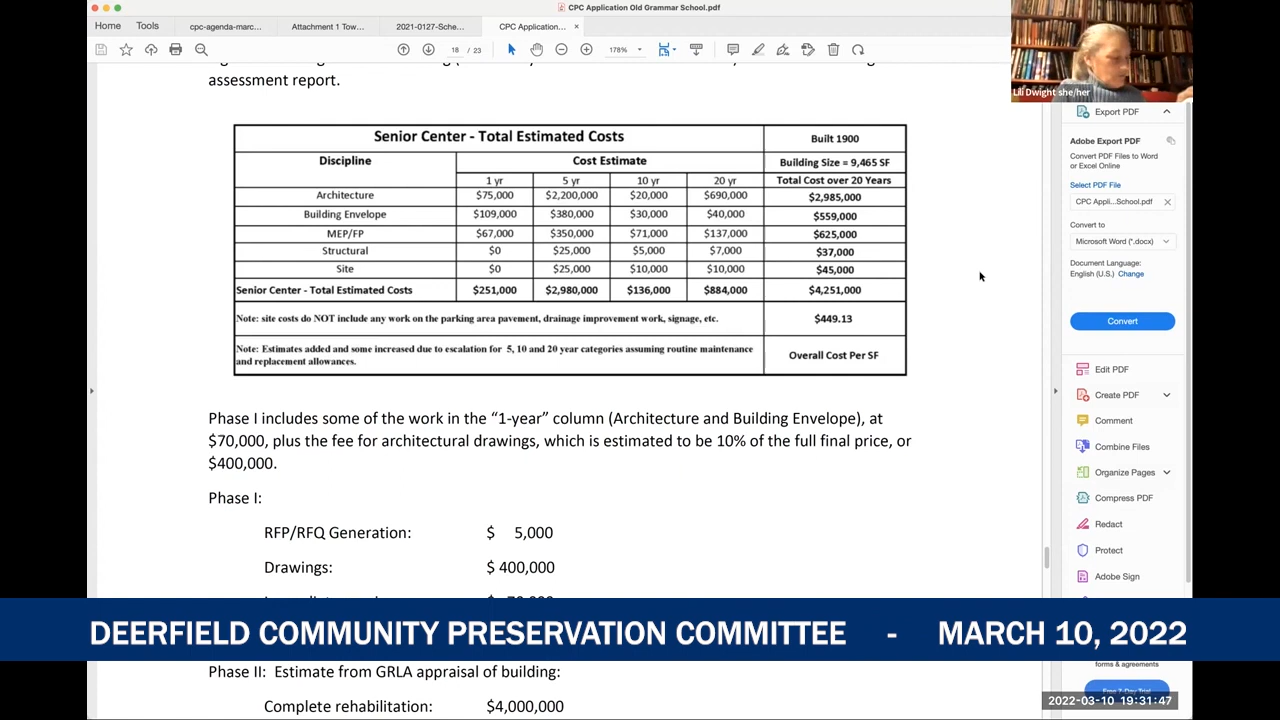 CPC Application Old Grammar School.pdf
Home Tools cpc-agenda-marc... Attachment 1 Tow... 2021-0127-Sche... CPC Application... ×
18 / 23 178%
Lili Dwight she/her
assessment report.
Senior Center - Total Estimated Costs Built 1900
Discipline Cost Estimate Building Size = 9,465 SF
1 yr 5 yr 10 yr 20 yr Total Cost over 20 Years
Architecture $75,000 $2,200,000 $20,000 $690,000 $2,985,000
Building Envelope $109,000 $380,000 $30,000 $40,000 $559,000
MEP/FP $67,000 $350,000 $71,000 $137,000 $625,000
Structural $0 $25,000 $5,000 $7,000 $37,000
Site $0 $25,000 $10,000 $10,000 $45,000
Senior Center - Total Estimated Costs $251,000 $2,980,000 $136,000 $884,000 $4,251,000
Note: site costs do NOT include any work on the parking area pavement, drainage improvement work, signage, etc. $449.13
Note: Estimates added and some increased due to escalation for 5, 10 and 20 year categories assuming routine maintenance
and replacement allowances. Overall Cost Per SF
Phase I includes some of the work in the “1-year” column (Architecture and Building Envelope), at
$70,000, plus the fee for architectural drawings, which is estimated to be 10% of the full final price, or
$400,000.
Phase I:
RFP/RFQ Generation: $ 5,000
Drawings: $ 400,000
DEERFIELD COMMUNITY PRESERVATION COMMITTEE - MARCH 10, 2022
Phase II: Estimate from GRLA appraisal of building:
Complete rehabilitation: $4,000,000
Export PDF
Adobe Export PDF
Convert PDF Files to Word
or Excel Online
Select PDF File
CPC Appli...School.pdf ×
Convert to
Microsoft Word (*.docx)
Document Language:
English (U.S.) Change
Convert
Edit PDF
Create PDF
Comment
Combine Files
Organize Pages
Compress PDF
Redact
Protect
Adobe Sign
forms & agreements
Free 7-Day Trial
2022-03-10 19:31:47